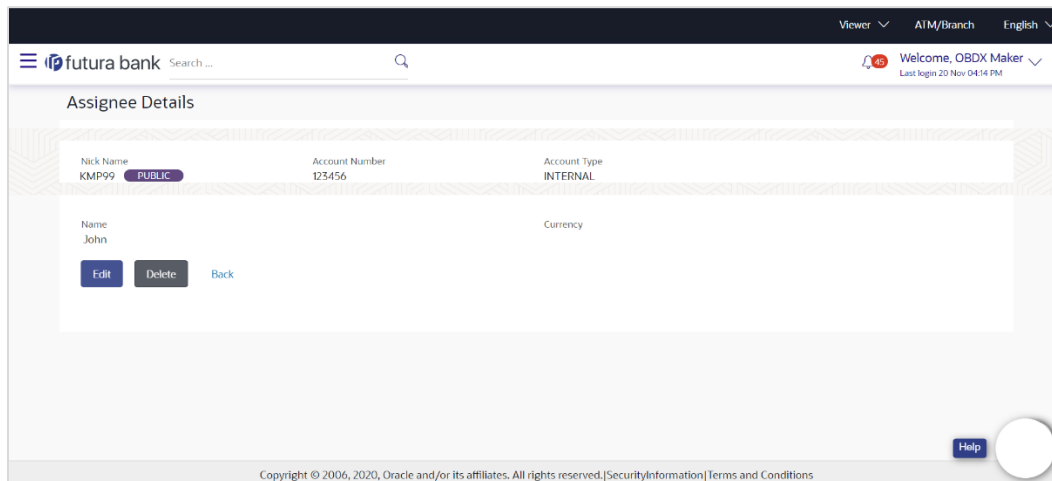 Viewer ATM/Branch English
futura bank Search ... 45 Welcome, OBDX Maker
Last login 20 Nov 04:14 PM
Assignee Details
Nick Name Account Number Account Type
KMP99 PUBLIC 123456 INTERNAL
Name Currency
John
Edit Delete Back
Help
Copyright © 2006, 2020, Oracle and/or its affiliates. All rights reserved.|SecurityInformation|Terms and Conditions